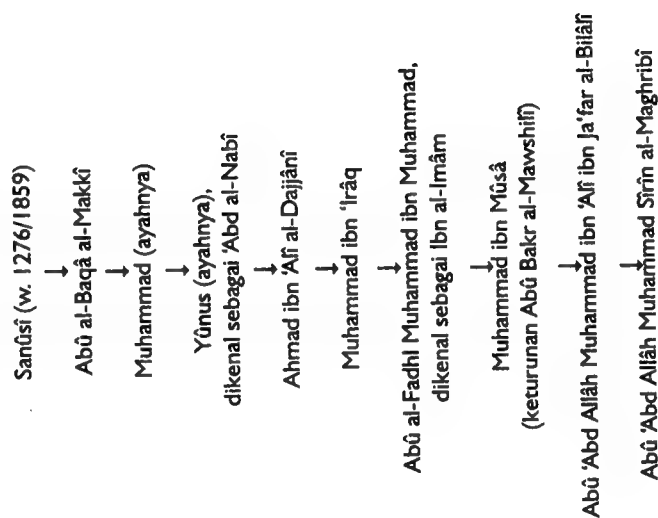 Sanûsî (w. 1276/1859)
↓
Abû al-Baqâ al-Makkî
↓
Muhammad (ayahnya)
↓
Yûnus (ayahnya),
dikenal sebagai ‘Abd al-Nabî
↓
Ahmad ibn ‘Alî al-Dajjânî
↓
Muhammad ibn ‘Irâq
↓
Abû al-Fadhl Muhammad ibn Muhammad,
dikenal sebagai Ibn al-Imâm
↓
Muhammad ibn Mûsâ
(keturunan Abû Bakr al-Mawshilî)
↓
Abû ‘Abd Allâh Muhammad ibn ‘Alî ibn Ja‘far al-Bilâlî
↓
Abû ‘Abd Allâh Muhammad Sîrîn al-Maghribî